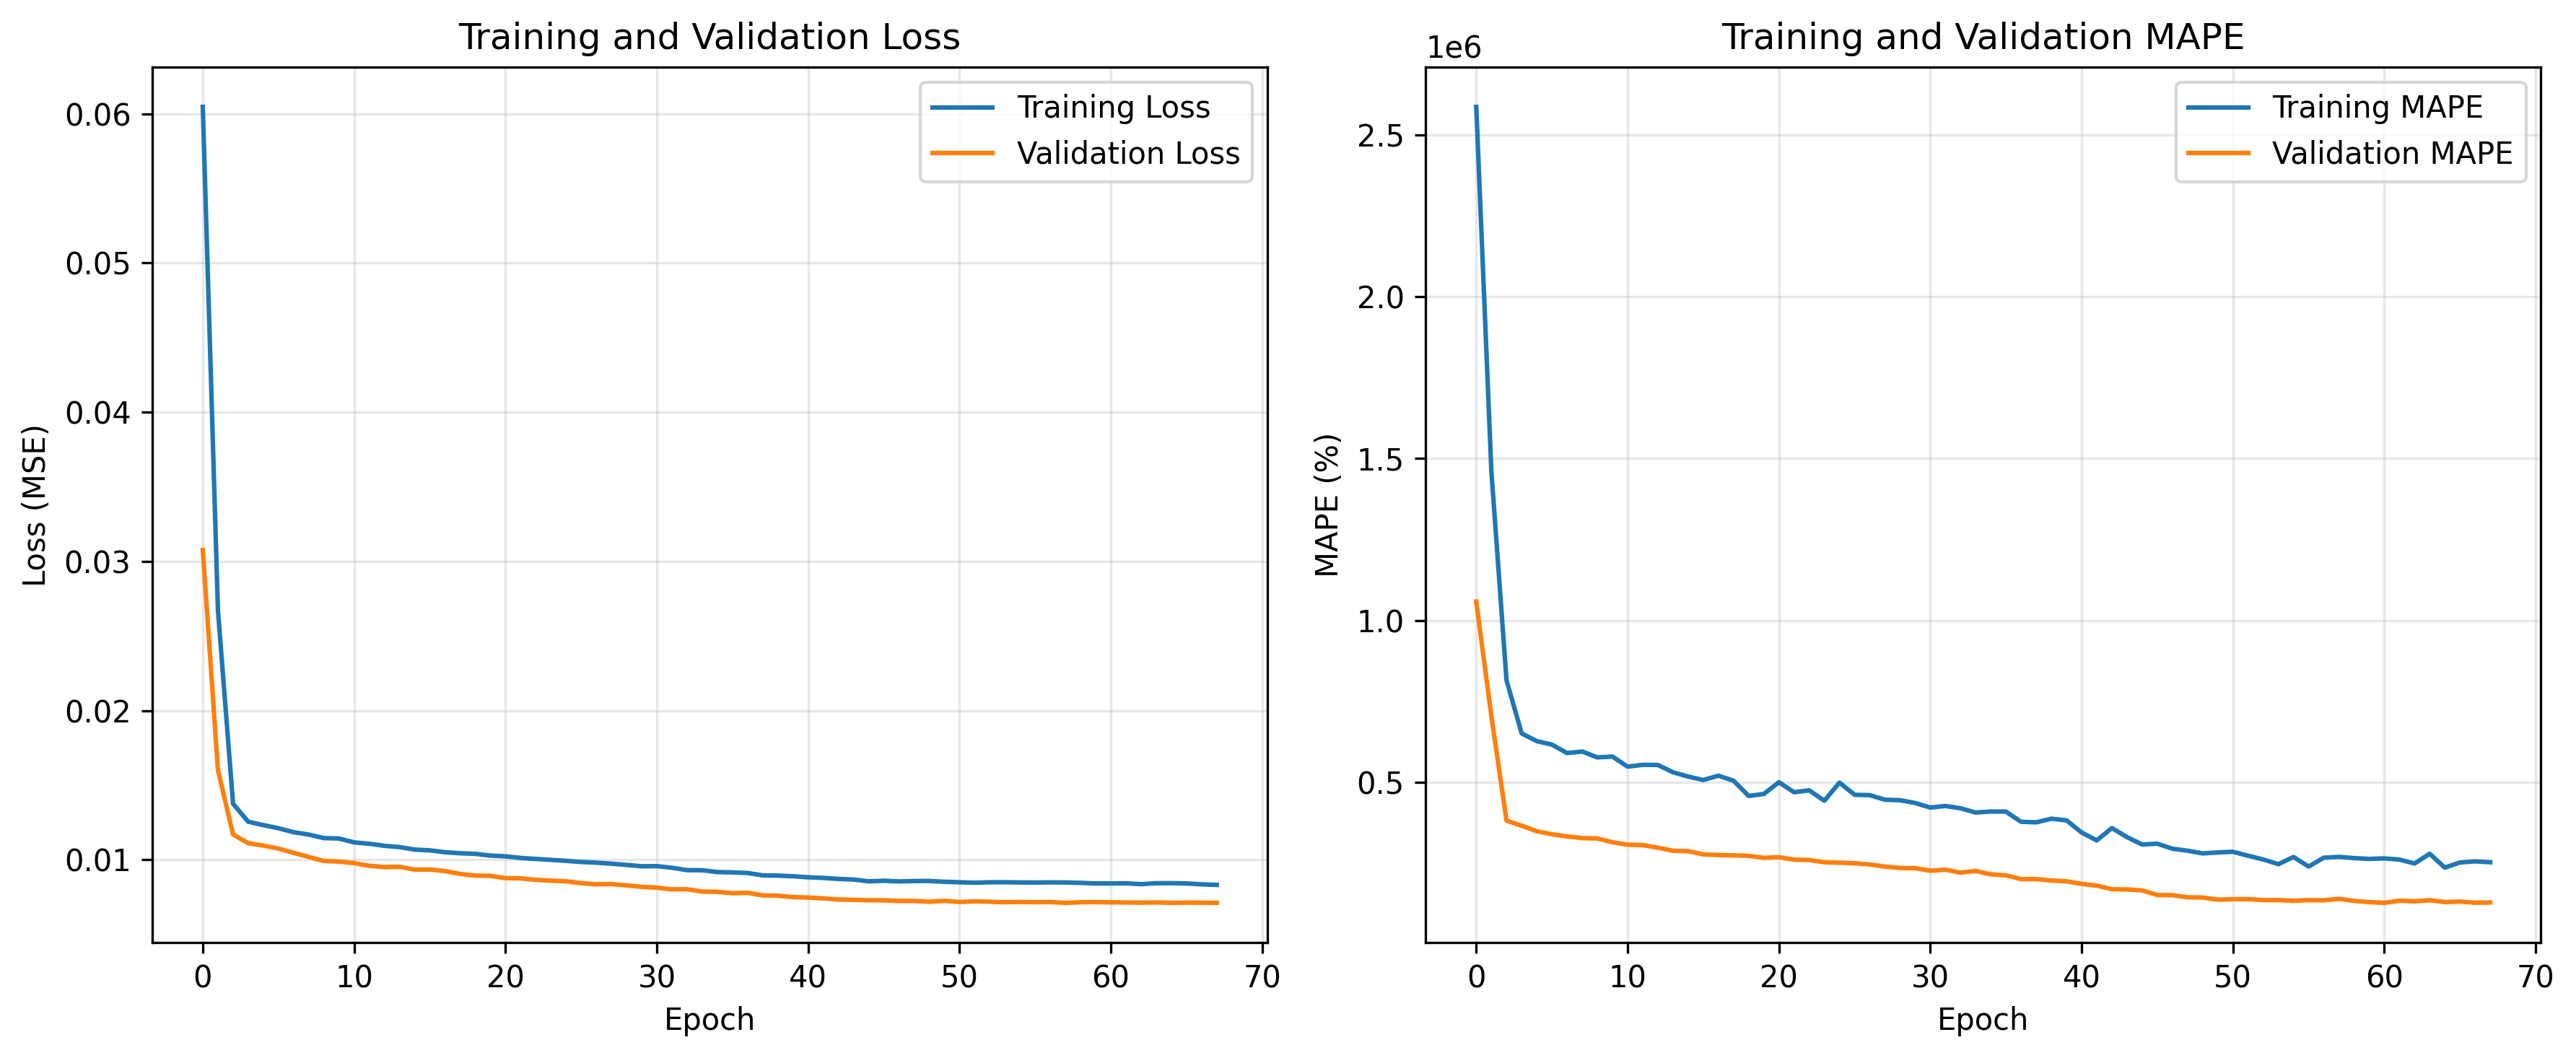 Training and Validation Loss
Training Loss
Validation Loss
0.06
0.05
0.04
0.03
0.02
0.01
Loss (MSE)
0 10 20 30 40 50 60 70
Epoch
Training and Validation MAPE
1e6
Training MAPE
Validation MAPE
2.5
2.0
1.5
1.0
0.5
MAPE (%)
0 10 20 30 40 50 60 70
Epoch